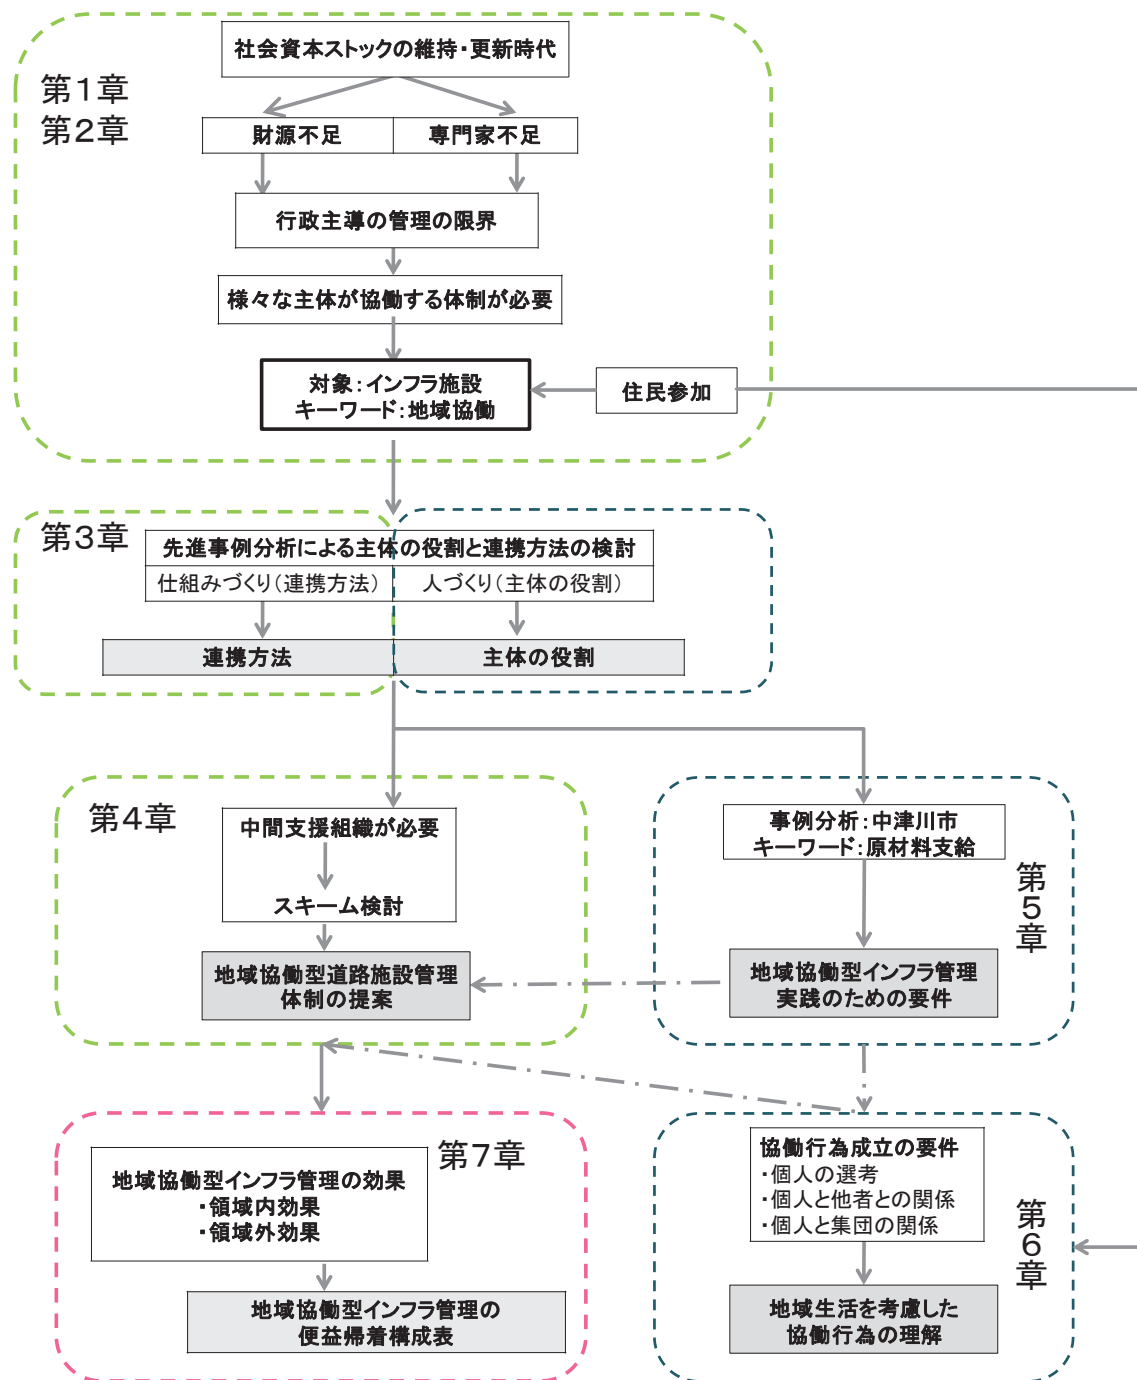 第1章
第2章
社会資本ストックの維持・更新時代
財源不足
専門家不足
行政主導の管理の限界
様々な主体が協働する体制が必要
対象：インフラ施設
キーワード：地域協働
住民参加
第3章
先進事例分析による主体の役割と連携方法の検討
仕組みづくり（連携方法）
人づくり（主体の役割）
連携方法
主体の役割
第4章
中間支援組織が必要
スキーム検討
地域協働型道路施設管理
体制の提案
事例分析：中津川市
キーワード：原材料支給
第5章
地域協働型インフラ管理
実践のための要件
第7章
地域協働型インフラ管理の効果
・領域内効果
・領域外効果
地域協働型インフラ管理の
便益帰着構成表
協働行為成立の要件
・個人の選考
・個人と他者との関係
・個人と集団の関係
第6章
地域生活を考慮した
協働行為の理解